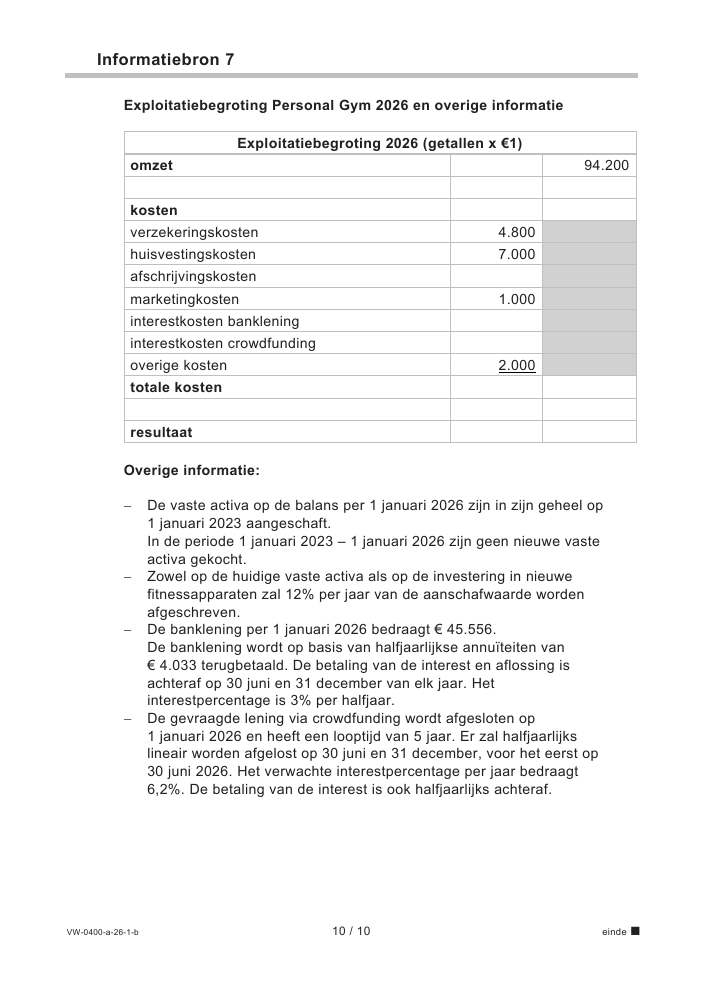 Informatiebron 7
Exploitatiebegroting Personal Gym 2026 en overige informatie
Exploitatiebegroting 2026 (getallen x €1)
omzet 94.200
kosten
verzekeringskosten 4.800
huisvestingskosten 7.000
afschrijvingskosten
marketingkosten 1.000
interestkosten banklening
interestkosten crowdfunding
overige kosten 2.000
totale kosten
resultaat
Overige informatie:
– De vaste activa op de balans per 1 januari 2026 zijn in zijn geheel op
1 januari 2023 aangeschaft.
In de periode 1 januari 2023 – 1 januari 2026 zijn geen nieuwe vaste
activa gekocht.
– Zowel op de huidige vaste activa als op de investering in nieuwe
fitnessapparaten zal 12% per jaar van de aanschafwaarde worden
afgeschreven.
– De banklening per 1 januari 2026 bedraagt € 45.556.
De banklening wordt op basis van halfjaarlijkse annuïteiten van
€ 4.033 terugbetaald. De betaling van de interest en aflossing is
achteraf op 30 juni en 31 december van elk jaar. Het
interestpercentage is 3% per halfjaar.
– De gevraagde lening via crowdfunding wordt afgesloten op
1 januari 2026 en heeft een looptijd van 5 jaar. Er zal halfjaarlijks
lineair worden afgelost op 30 juni en 31 december, voor het eerst op
30 juni 2026. Het verwachte interestpercentage per jaar bedraagt
6,2%. De betaling van de interest is ook halfjaarlijks achteraf.
VW-0400-a-26-1-b 10 / 10 einde ■